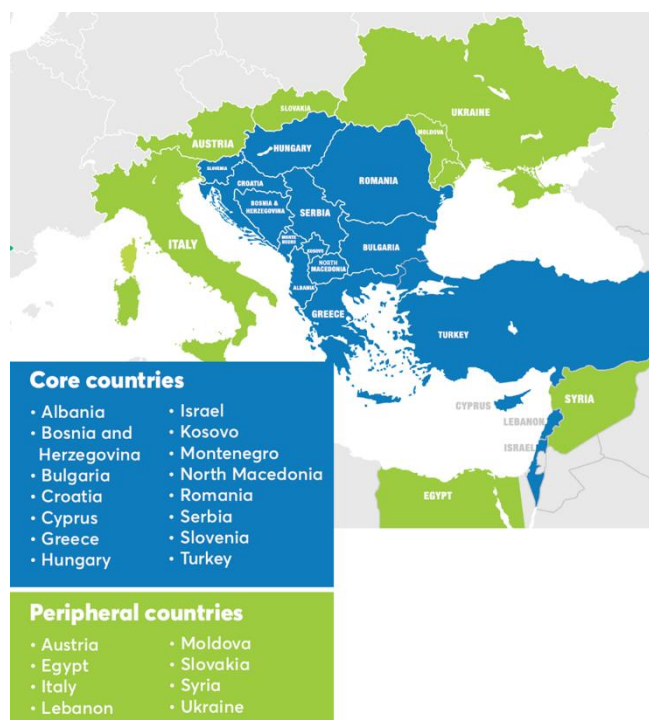 SLOVAKIA
UKRAINE
AUSTRIA
MOLDOVA
HUNGARY
SLOVENIA
ROMANIA
CROATIA
BOSNIA &
HERZEGOVINA
SERBIA
ITALY
MONTE
NEGRO
KOSOVO
BULGARIA
NORTH
MACEDONIA
ALBANIA
GREECE
TURKEY
CYPRUS
SYRIA
LEBANON
ISRAEL
EGYPT
Core countries
· Albania
· Bosnia and
Herzegovina
· Bulgaria
· Croatia
· Cyprus
· Greece
· Hungary
· Israel
· Kosovo
· Montenegro
· North Macedonia
· Romania
· Serbia
· Slovenia
· Turkey
Peripheral countries
· Austria
· Egypt
· Italy
· Lebanon
· Moldova
· Slovakia
· Syria
· Ukraine